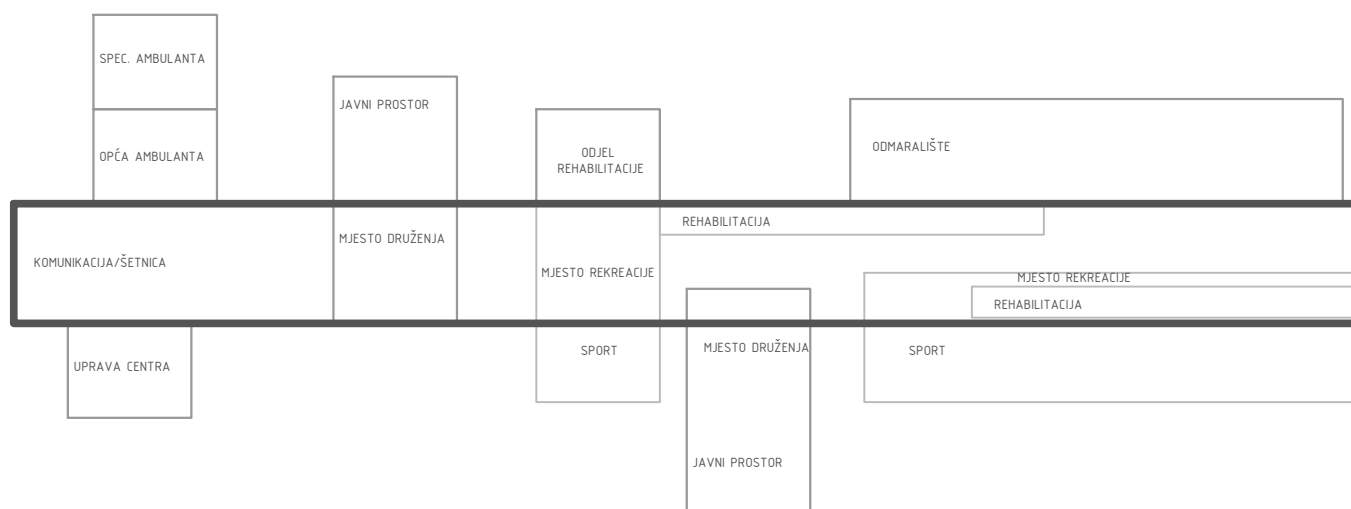 SPEC. AMBULANTA
OPĆA AMBULANTA
JAVNI PROSTOR
ODJEL
REHABILITACIJE
ODMARALIŠTE
KOMUNIKACIJA/ŠETNICA
MJESTO DRUŽENJA
MJESTO REKREACIJE
REHABILITACIJA
MJESTO REKREACIJE
REHABILITACIJA
UPRAVA CENTRA
SPORT
MJESTO DRUŽENJA
SPORT
JAVNI PROSTOR